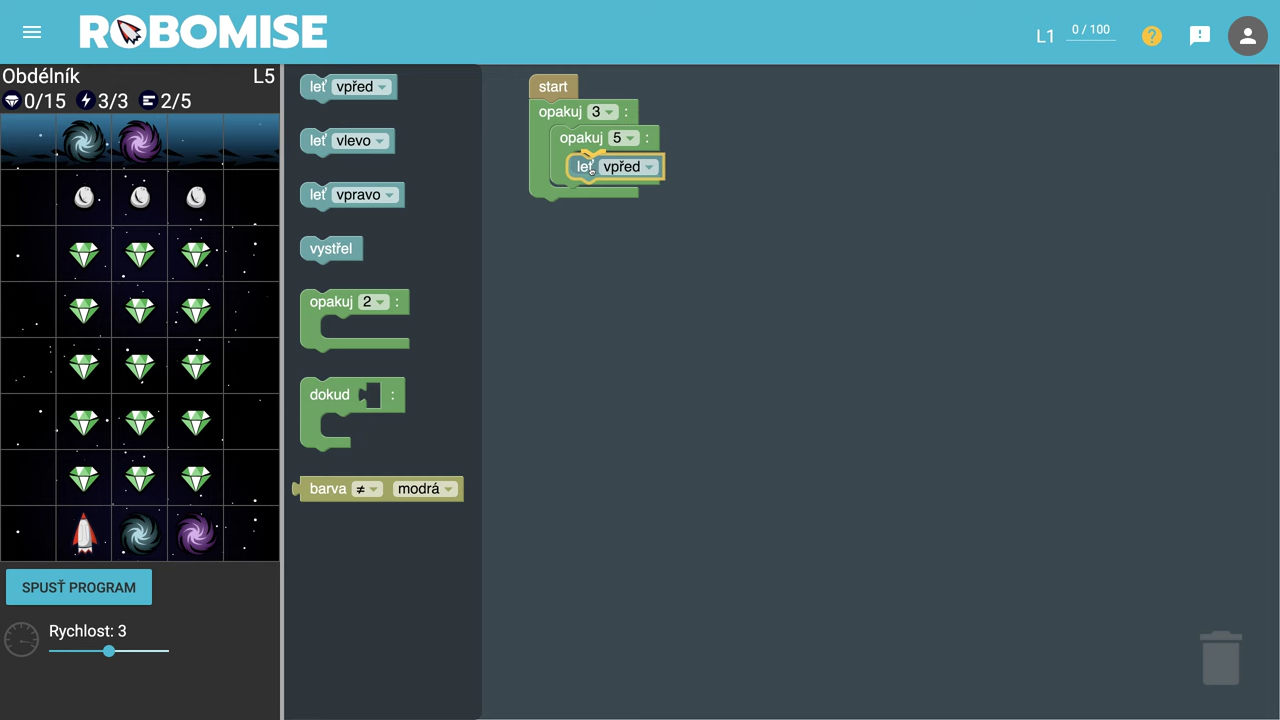 ROBOMISE
L1 0 / 100 ?
Obdélník L5
0/15 3/3 2/5
leť vpřed
leť vlevo
leť vpravo
vystřel
opakuj 2 :
dokud :
barva ≠ modrá
start
opakuj 3 :
opakuj 5 :
leť vpřed
SPUSŤ PROGRAM
Rychlost: 3